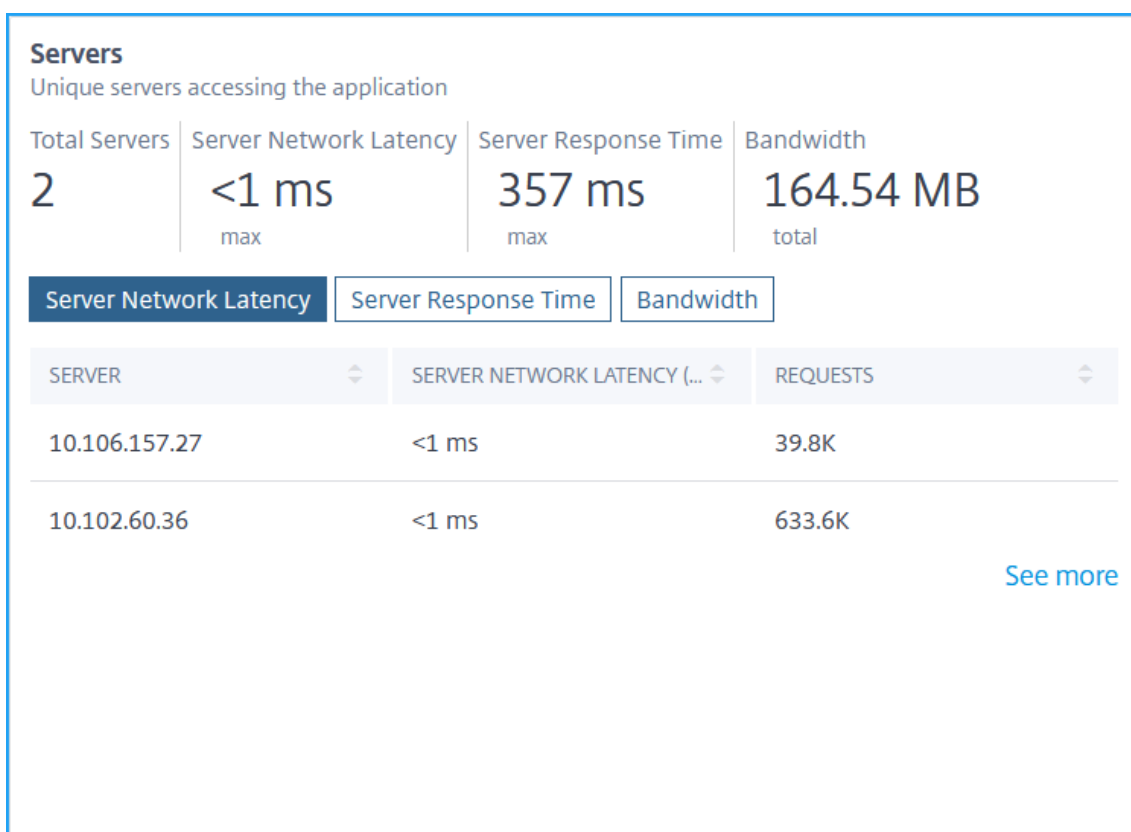 Servers
Unique servers accessing the application
Total Servers Server Network Latency Server Response Time Bandwidth
2 <1 ms 357 ms 164.54 MB
max max total
Server Network Latency Server Response Time Bandwidth
SERVER SERVER NETWORK LATENCY (... REQUESTS
10.106.157.27 <1 ms 39.8K
10.102.60.36 <1 ms 633.6K
See more